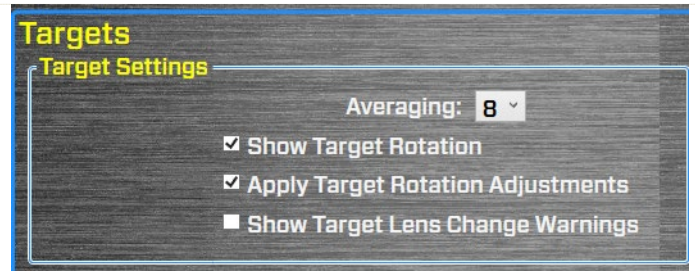 Targets
Target Settings
Averaging: 8
Show Target Rotation
Apply Target Rotation Adjustments
Show Target Lens Change Warnings